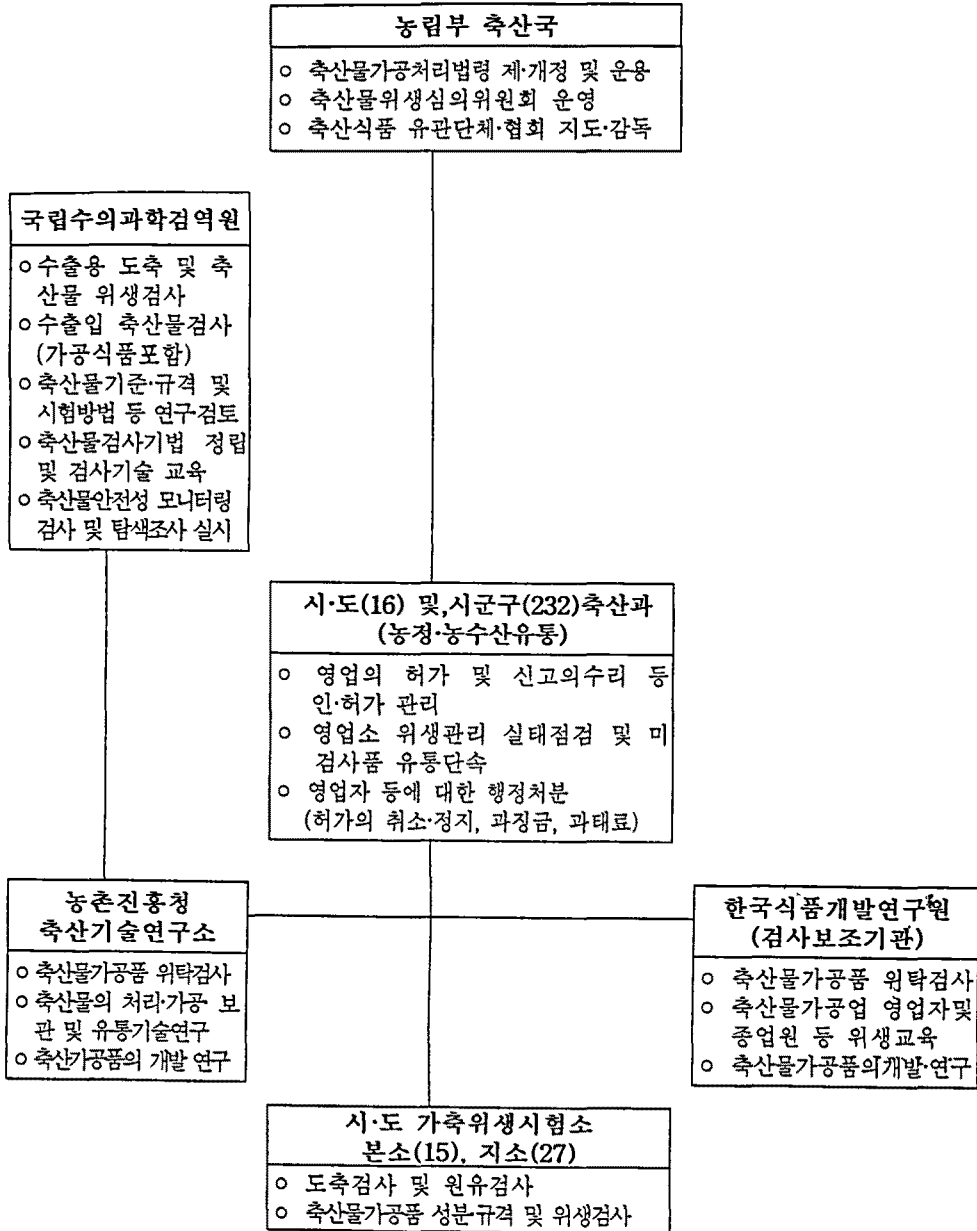 농림부 축산국
○ 축산물가공처리법령 제·개정 및 운용
○ 축산물위생심의위원회 운영
○ 축산식품 유관단체·협회 지도·감독
국립수의과학검역원
○ 수출용 도축 및 축
산물 위생검사
○ 수출입 축산물검사
(가공식품포함)
○ 축산물기준·규격 및
시험방법 등 연구·검토
○ 축산물검사기법 정립
및 검사기술 교육
○ 축산물안전성 모니터링
검사 및 탐색조사 실시
시·도(16) 및,시군구(232)축산과
(농정·농수산유통)
○ 영업의 허가 및 신고의수리 등
인·허가 관리
○ 영업소 위생관리 실태점검 및 미
검사품 유통단속
○ 영업자 등에 대한 행정처분
(허가의 취소·정지, 과징금, 과태료)
농촌진흥청
축산기술연구소
○ 축산물가공품 위탁검사
○ 축산물의 처리·가공 보
관 및 유통기술연구
○ 축산가공품의 개발 연구
한국식품개발연구원
(검사보조기관)
○ 축산물가공품 위탁검사
○ 축산물가공업 영업자및
종업원 등 위생교육
○ 축산물가공품의개발·연구
시·도 가축위생시험소
본소(15), 지소(27)
○ 도축검사 및 원유검사
○ 축산물가공품 성분·규격 및 위생검사